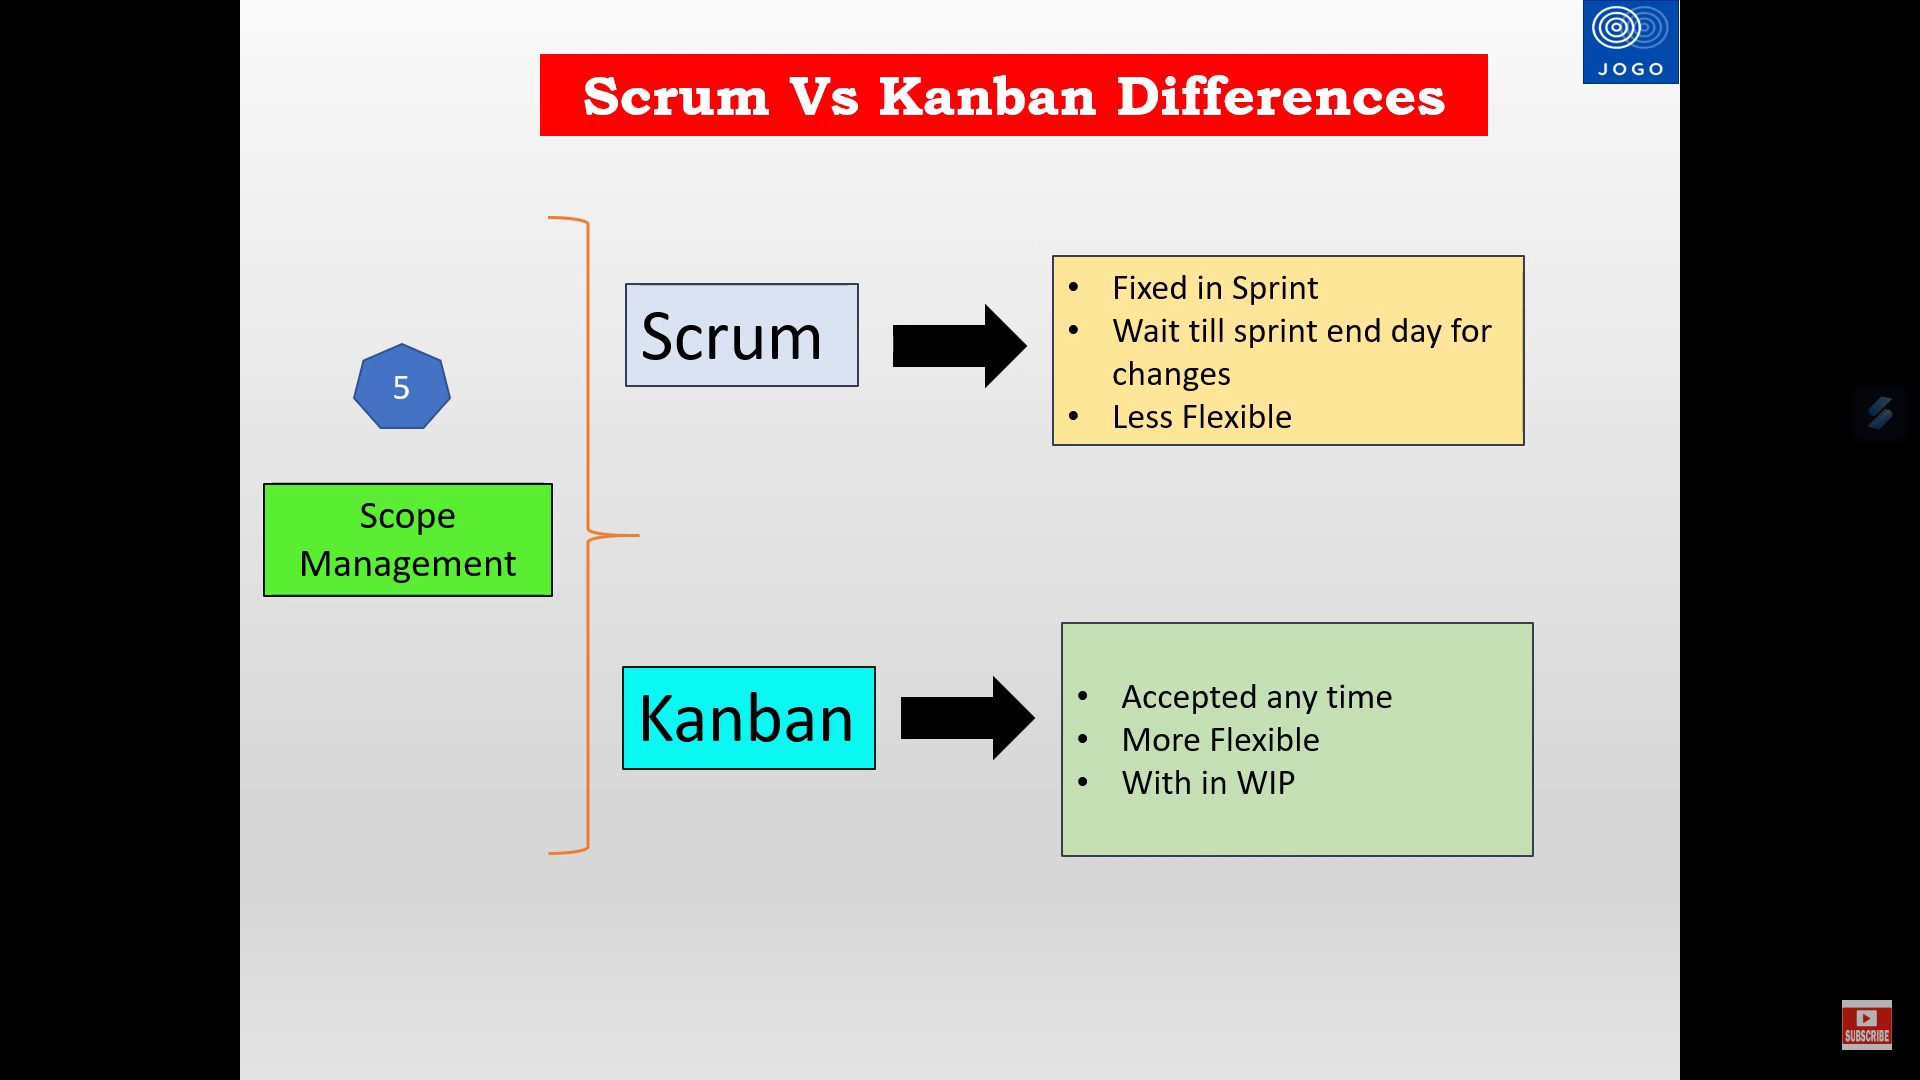 JOGO
Scrum Vs Kanban Differences
5
Scope
Management
Scrum
• Fixed in Sprint
• Wait till sprint end day for
changes
• Less Flexible
Kanban
• Accepted any time
• More Flexible
• With in WIP
SUBSCRIBE